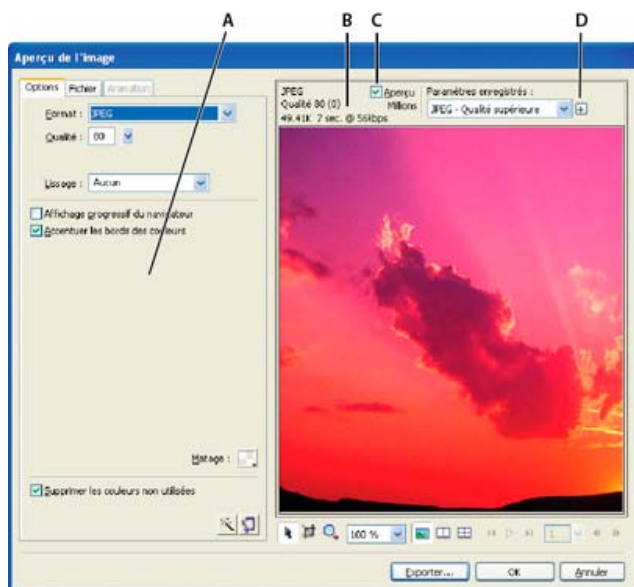 A B C D
Aperçu de l'image
Options Fichier Animation
Format : JPEG
Qualité : 80
Lissage : Aucun
Affichage progressif du navigateur
Accentuer les bords des couleurs
Matage :
Supprimer les couleurs non utilisées
JPEG
Qualité 80 (0)
49.41K 7 sec. @ 56kbps
Aperçu
Millions
Paramètres enregistrés :
JPEG - Qualité supérieure
100 %
1
Exporter... OK Annuler